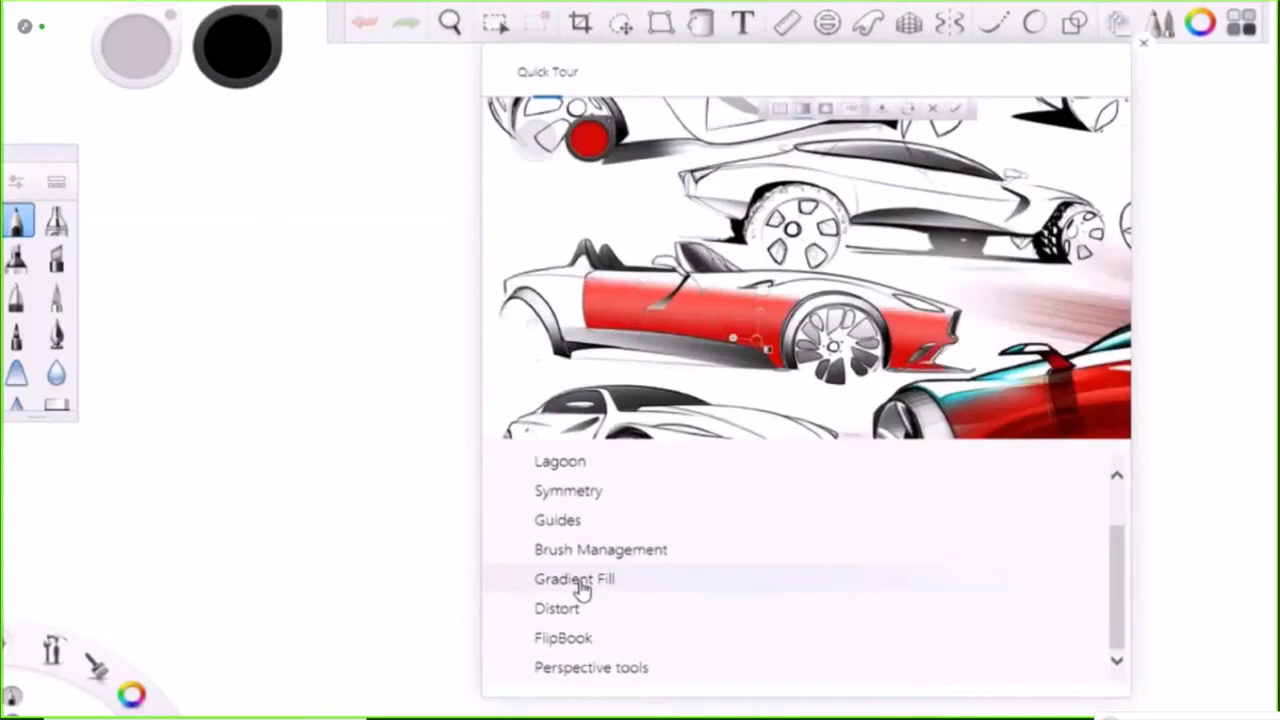 T
Quick Tour
Lagoon
Symmetry
Guides
Brush Management
Gradient Fill
Distort
FlipBook
Perspective tools